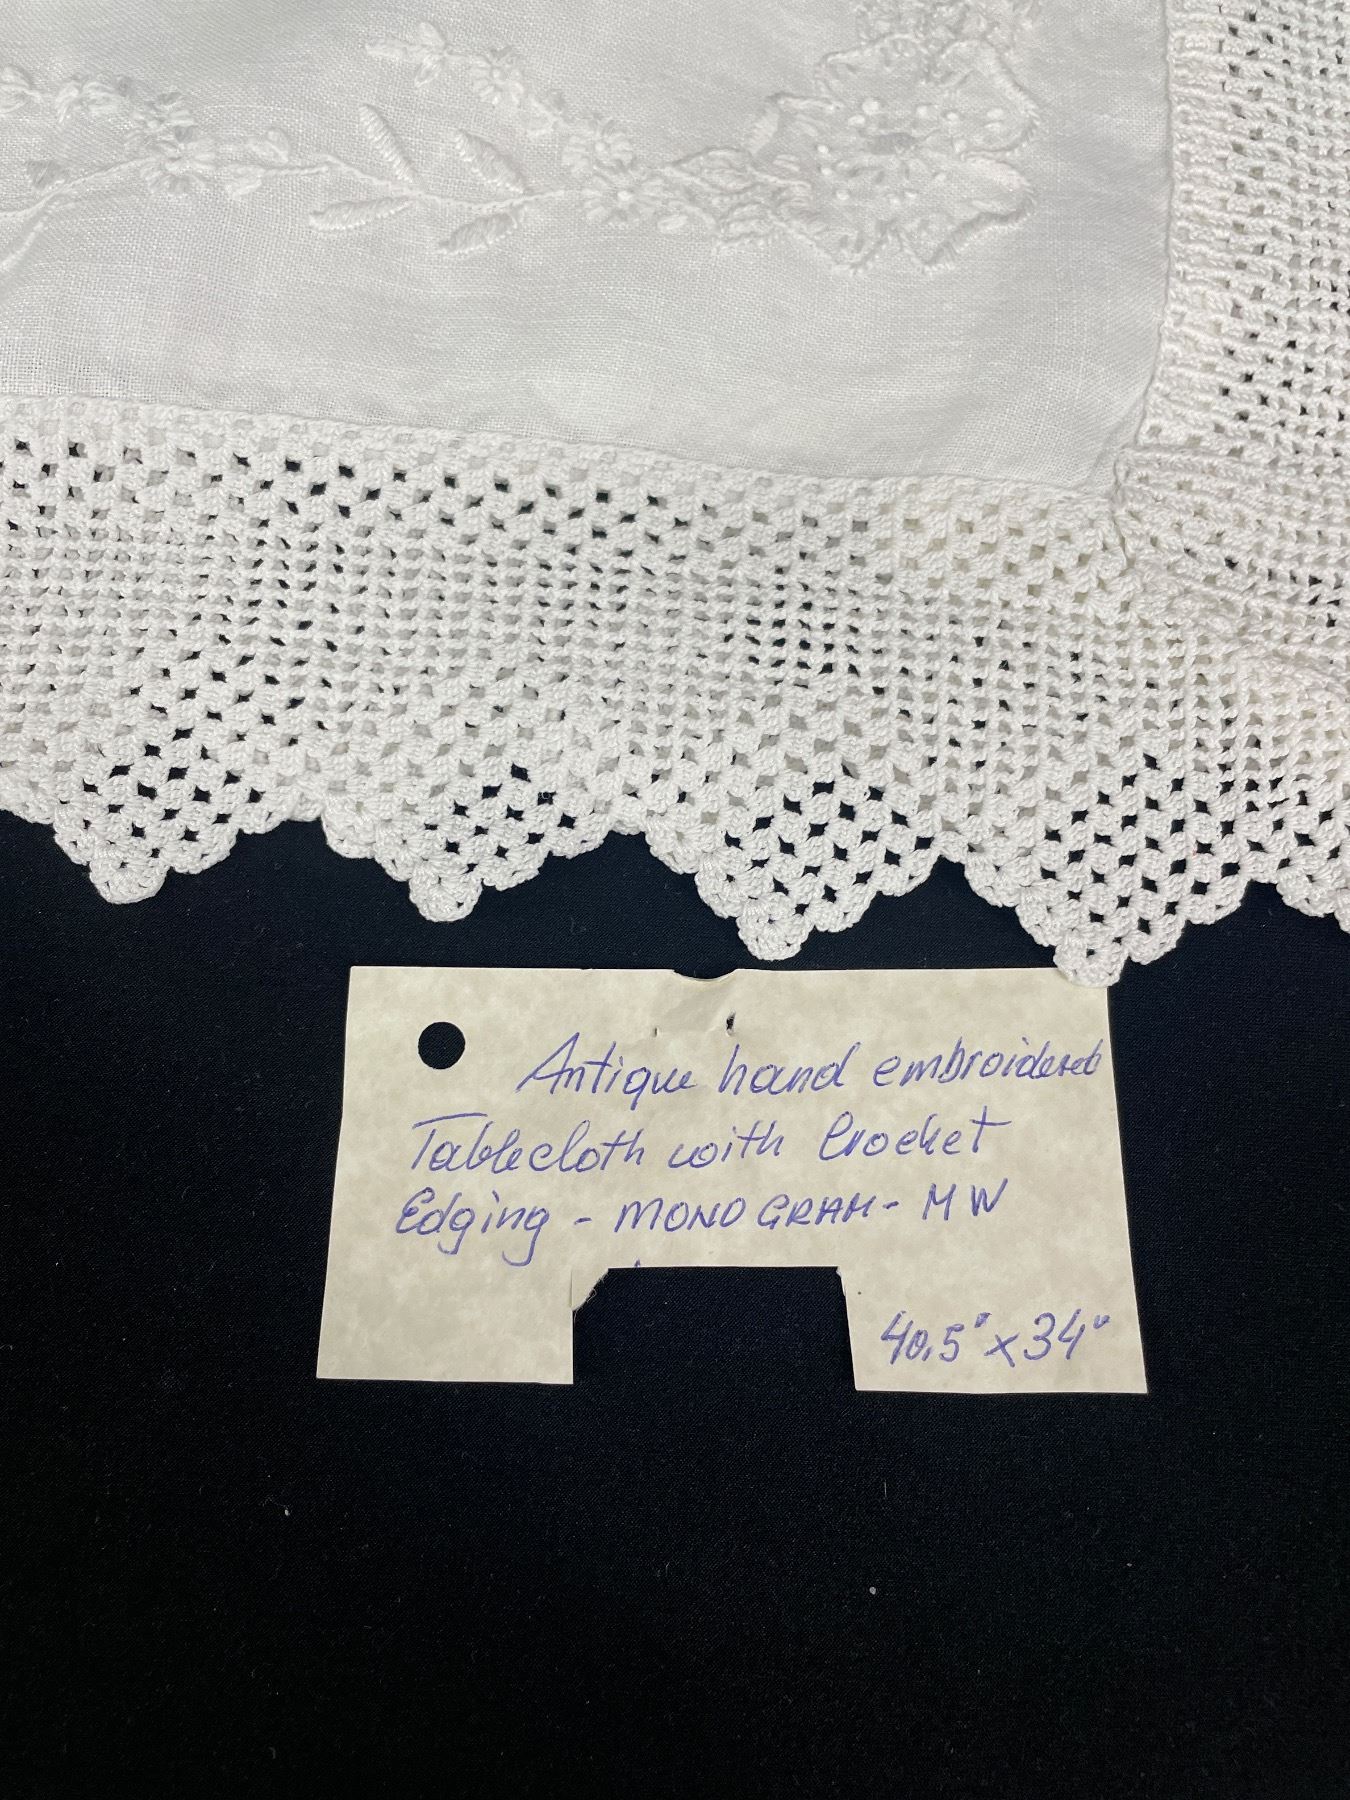 Antique hand embroidered
Tablecloth with Crochet
Edging - MONOGRAM - MW
40.5" x 34"